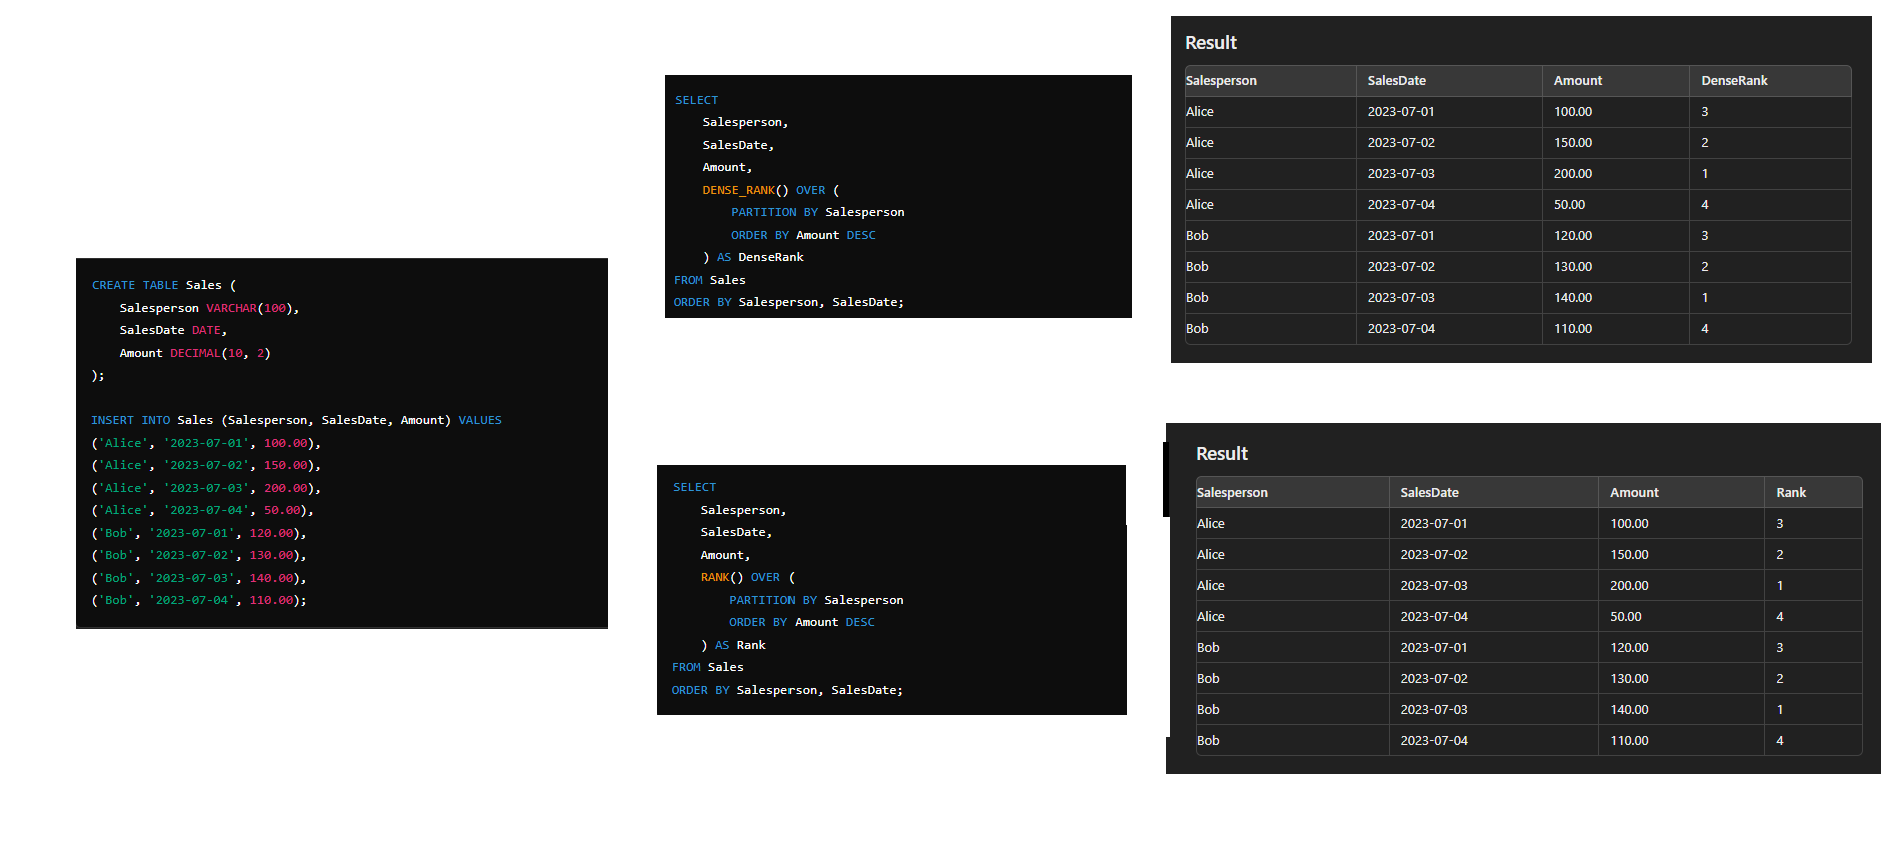 CREATE TABLE Sales (
Salesperson VARCHAR(100),
SalesDate DATE,
Amount DECIMAL(10, 2)
);
INSERT INTO Sales (Salesperson, SalesDate, Amount) VALUES
('Alice', '2023-07-01', 100.00),
('Alice', '2023-07-02', 150.00),
('Alice', '2023-07-03', 200.00),
('Alice', '2023-07-04', 50.00),
('Bob', '2023-07-01', 120.00),
('Bob', '2023-07-02', 130.00),
('Bob', '2023-07-03', 140.00),
('Bob', '2023-07-04', 110.00);
SELECT
Salesperson,
SalesDate,
Amount,
DENSE_RANK() OVER (
PARTITION BY Salesperson
ORDER BY Amount DESC
) AS DenseRank
FROM Sales
ORDER BY Salesperson, SalesDate;
Result
Salesperson SalesDate Amount DenseRank
Alice 2023-07-01 100.00 3
Alice 2023-07-02 150.00 2
Alice 2023-07-03 200.00 1
Alice 2023-07-04 50.00 4
Bob 2023-07-01 120.00 3
Bob 2023-07-02 130.00 2
Bob 2023-07-03 140.00 1
Bob 2023-07-04 110.00 4
SELECT
Salesperson,
SalesDate,
Amount,
RANK() OVER (
PARTITION BY Salesperson
ORDER BY Amount DESC
) AS Rank
FROM Sales
ORDER BY Salesperson, SalesDate;
Result
Salesperson SalesDate Amount Rank
Alice 2023-07-01 100.00 3
Alice 2023-07-02 150.00 2
Alice 2023-07-03 200.00 1
Alice 2023-07-04 50.00 4
Bob 2023-07-01 120.00 3
Bob 2023-07-02 130.00 2
Bob 2023-07-03 140.00 1
Bob 2023-07-04 110.00 4